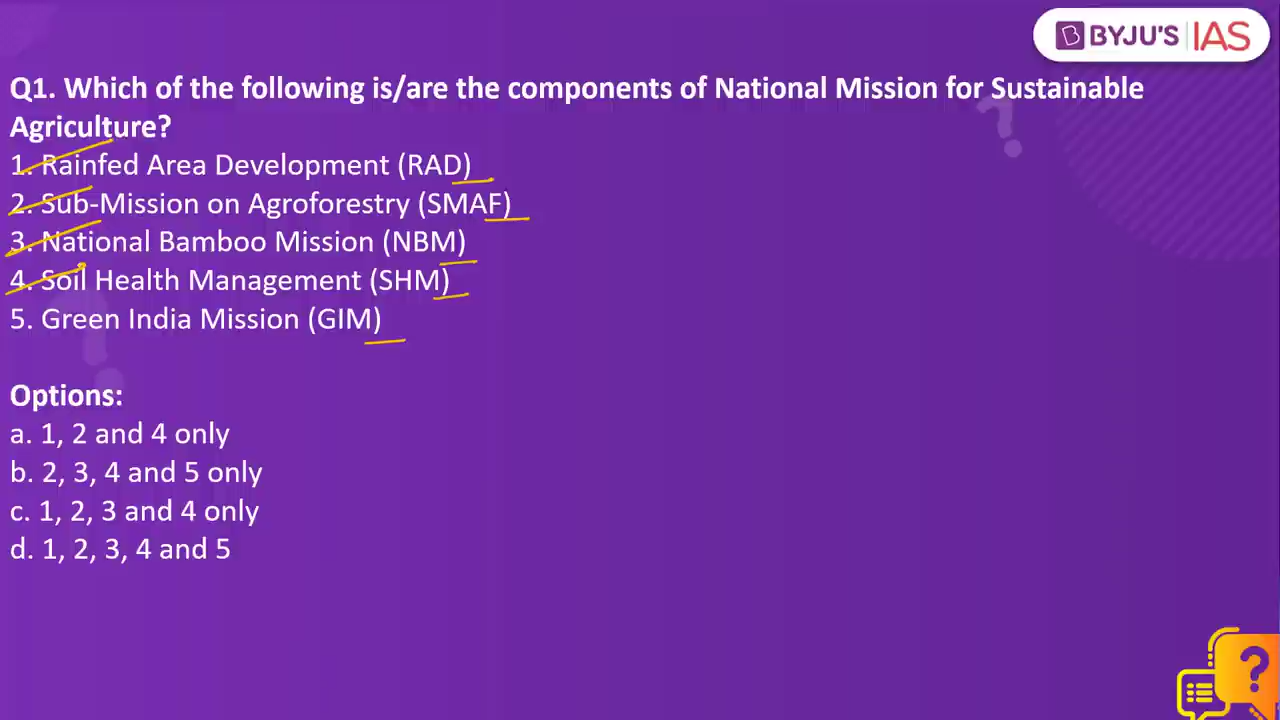 BYJU'S IAS
Q1. Which of the following is/are the components of National Mission for Sustainable
Agriculture?
1. Rainfed Area Development (RAD)
2. Sub-Mission on Agroforestry (SMAF)
3. National Bamboo Mission (NBM)
4. Soil Health Management (SHM)
5. Green India Mission (GIM)
Options:
a. 1, 2 and 4 only
b. 2, 3, 4 and 5 only
c. 1, 2, 3 and 4 only
d. 1, 2, 3, 4 and 5